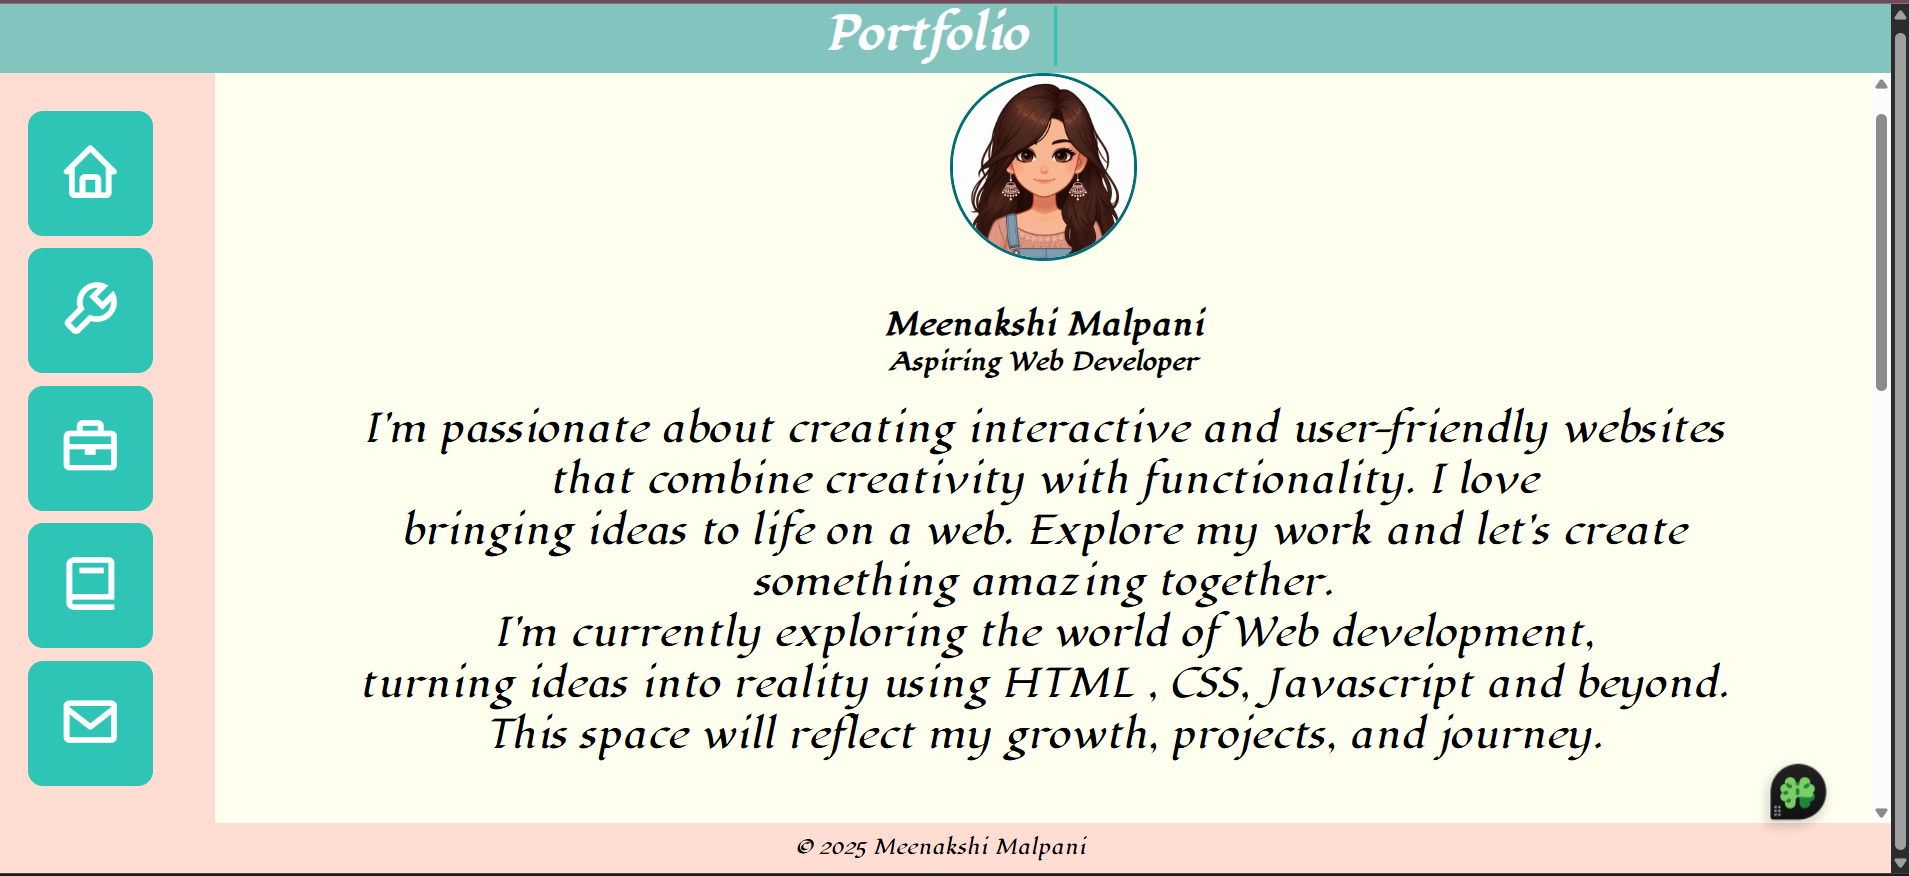 Portfolio
Meenakshi Malpani
Aspiring Web Developer
I'm passionate about creating interactive and user-friendly websites
that combine creativity with functionality. I love
bringing ideas to life on a web. Explore my work and let's create
something amazing together.
I'm currently exploring the world of Web development,
turning ideas into reality using HTML , CSS, Javascript and beyond.
This space will reflect my growth, projects, and journey.
© 2025 Meenakshi Malpani